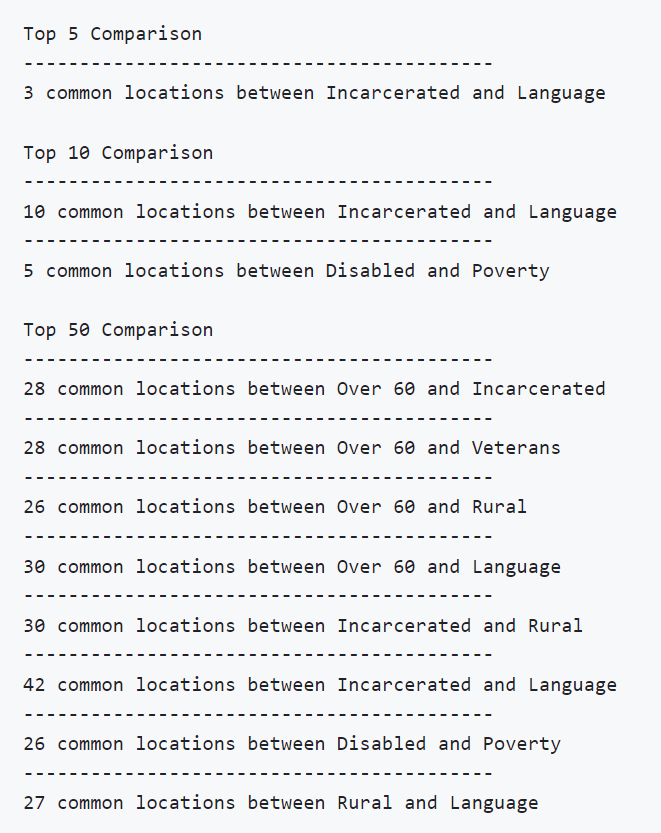 Top 5 Comparison
------------------------------------------
3 common locations between Incarcerated and Language
Top 10 Comparison
------------------------------------------
10 common locations between Incarcerated and Language
------------------------------------------
5 common locations between Disabled and Poverty
Top 50 Comparison
------------------------------------------
28 common locations between Over 60 and Incarcerated
------------------------------------------
28 common locations between Over 60 and Veterans
------------------------------------------
26 common locations between Over 60 and Rural
------------------------------------------
30 common locations between Over 60 and Language
------------------------------------------
30 common locations between Incarcerated and Rural
------------------------------------------
42 common locations between Incarcerated and Language
------------------------------------------
26 common locations between Disabled and Poverty
------------------------------------------
27 common locations between Rural and Language